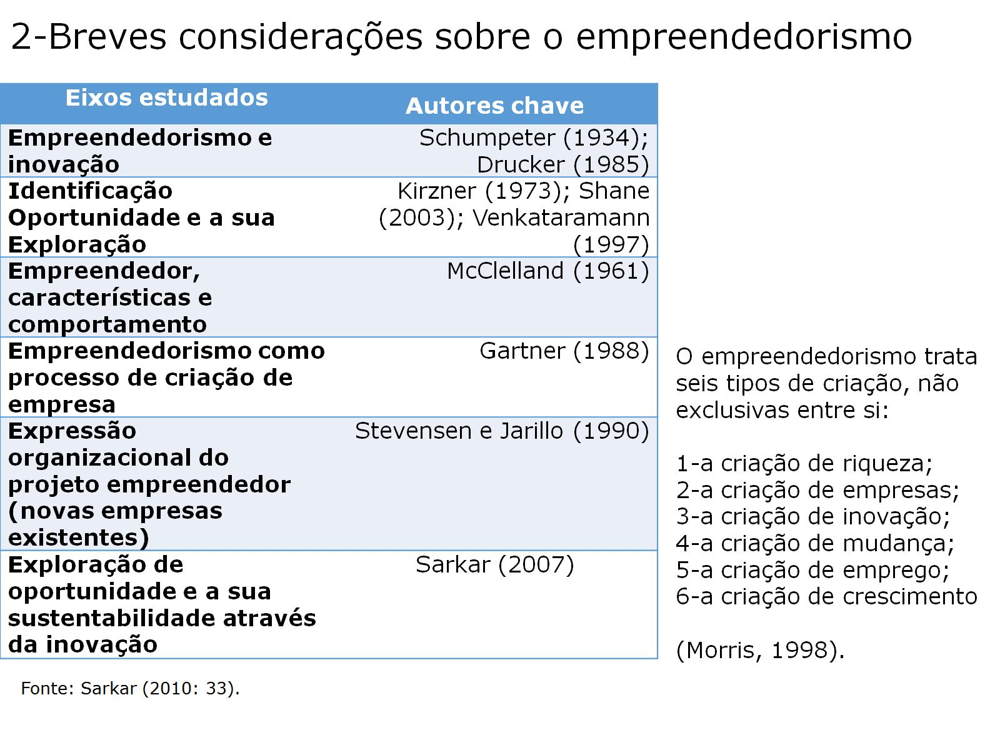 2-Breves considerações sobre o empreendedorismo
Eixos estudados
Autores chave
Empreendedorismo e
inovação
Schumpeter (1934);
Drucker (1985)
Identificação
Oportunidade e a sua
Exploração
Kirzner (1973); Shane
(2003); Venkataramann
(1997)
Empreendedor,
características e
comportamento
McClelland (1961)
Empreendedorismo como
processo de criação de
empresa
Gartner (1988)
Expressão
organizacional do
projeto empreendedor
(novas empresas
existentes)
Stevensen e Jarillo (1990)
Exploração de
oportunidade e a sua
sustentabilidade através
da inovação
Sarkar (2007)
Fonte: Sarkar (2010: 33).
O empreendedorismo trata
seis tipos de criação, não
exclusivas entre si:
1-a criação de riqueza;
2-a criação de empresas;
3-a criação de inovação;
4-a criação de mudança;
5-a criação de emprego;
6-a criação de crescimento
(Morris, 1998).